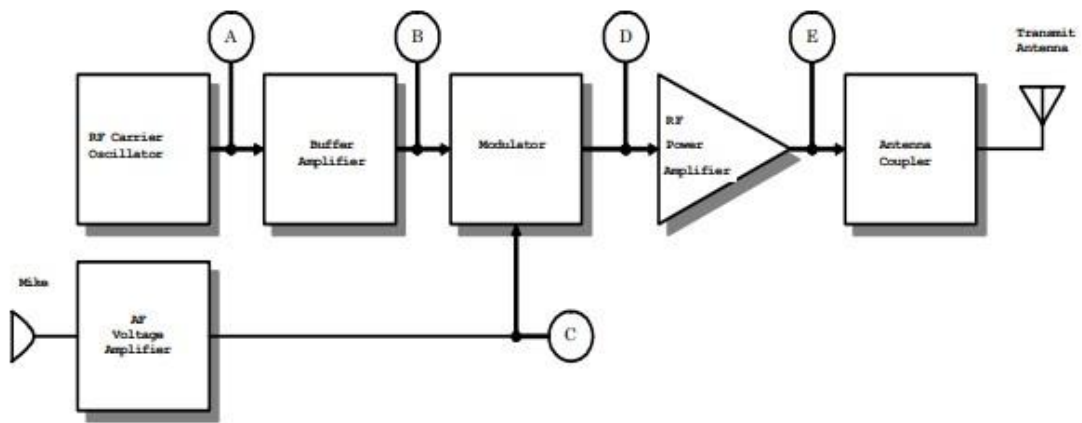 A
B
D
E
Transmit
Antenna
RF Carrier
Oscillator
Buffer
Amplifier
Modulator
RF
Power
Amplifier
Antenna
Coupler
Mike
AF
Voltage
Amplifier
C